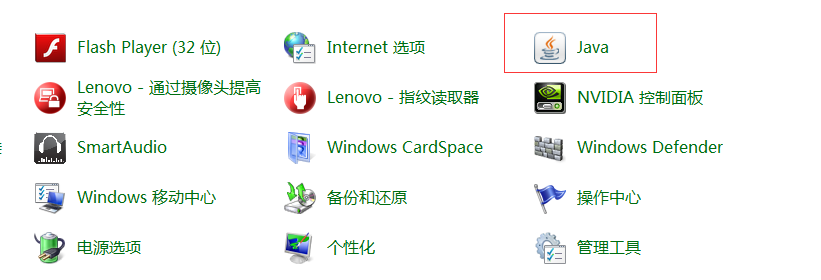 Flash Player (32 位)
Internet 选项
Java
Lenovo - 通过摄像头提高
安全性
Lenovo - 指纹读取器
NVIDIA 控制面板
SmartAudio
Windows CardSpace
Windows Defender
Windows 移动中心
备份和还原
操作中心
电源选项
个性化
管理工具